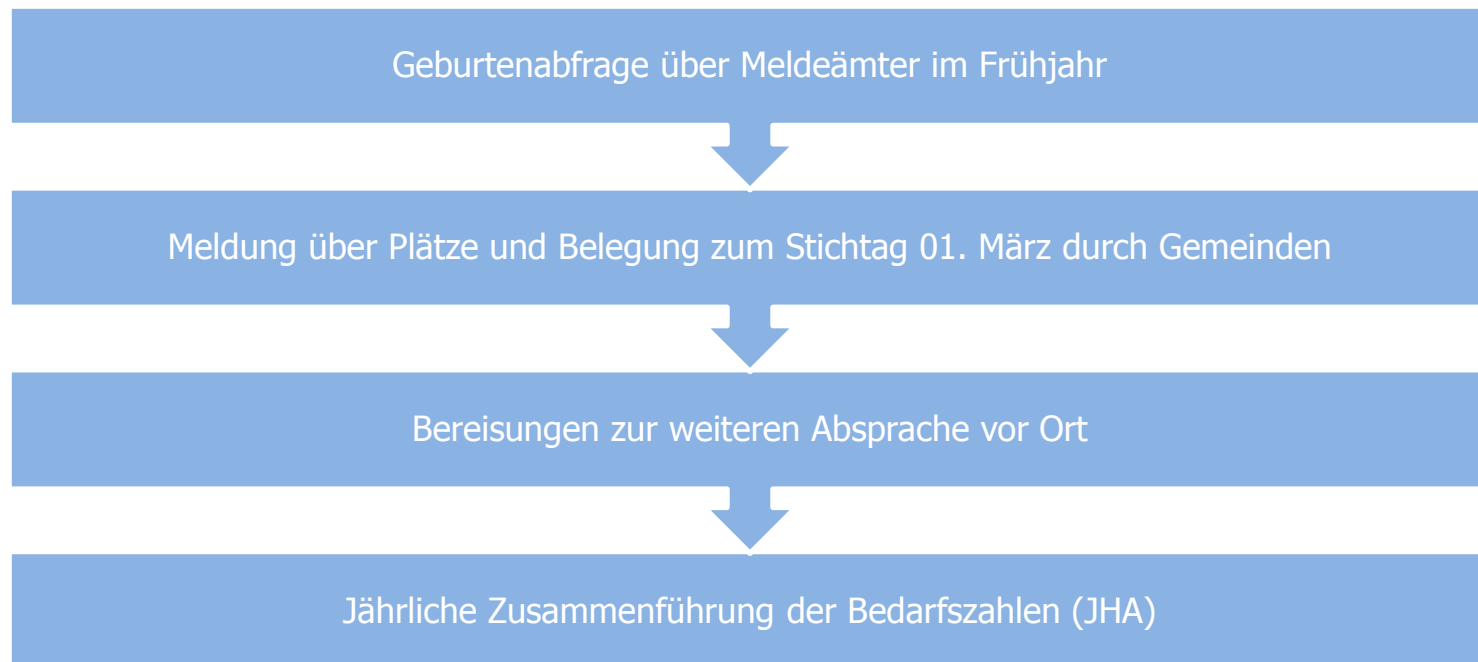 Geburtenabfrage über Meldeämter im Frühjahr
Meldung über Plätze und Belegung zum Stichtag 01. März durch Gemeinden
Bereisungen zur weiteren Absprache vor Ort
Jährliche Zusammenführung der Bedarfszahlen (JHA)